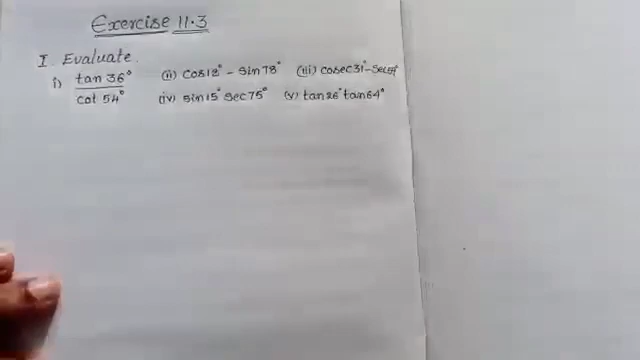 Exercise 11.3
I. Evaluate.
i) tan 36° / cot 54° (ii) cos12° - sin78° (iii) cosec31° - sec59°
(iv) sin15° sec75° (v) tan26° tan64°